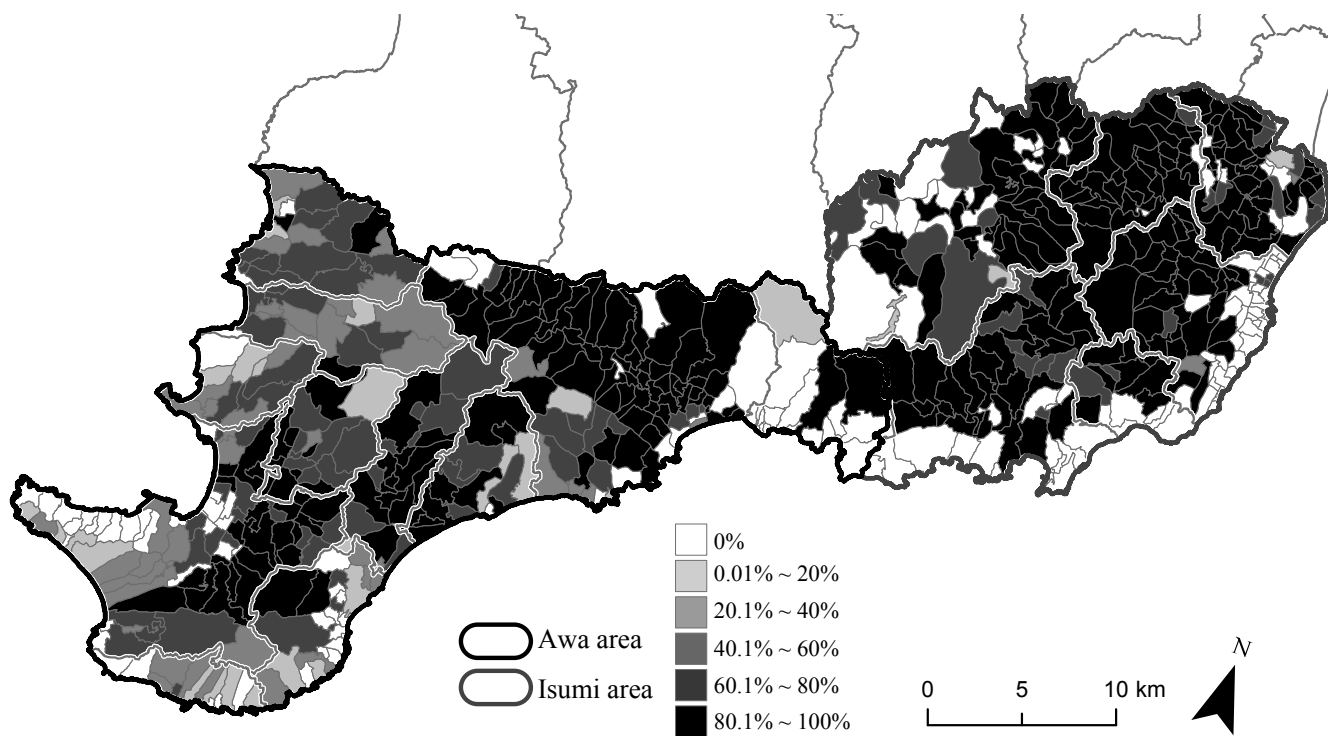 0%
0.01% ~ 20%
20.1% ~ 40%
40.1% ~ 60%
60.1% ~ 80%
80.1% ~ 100%
Awa area
Isumi area
0 5 10 km
N